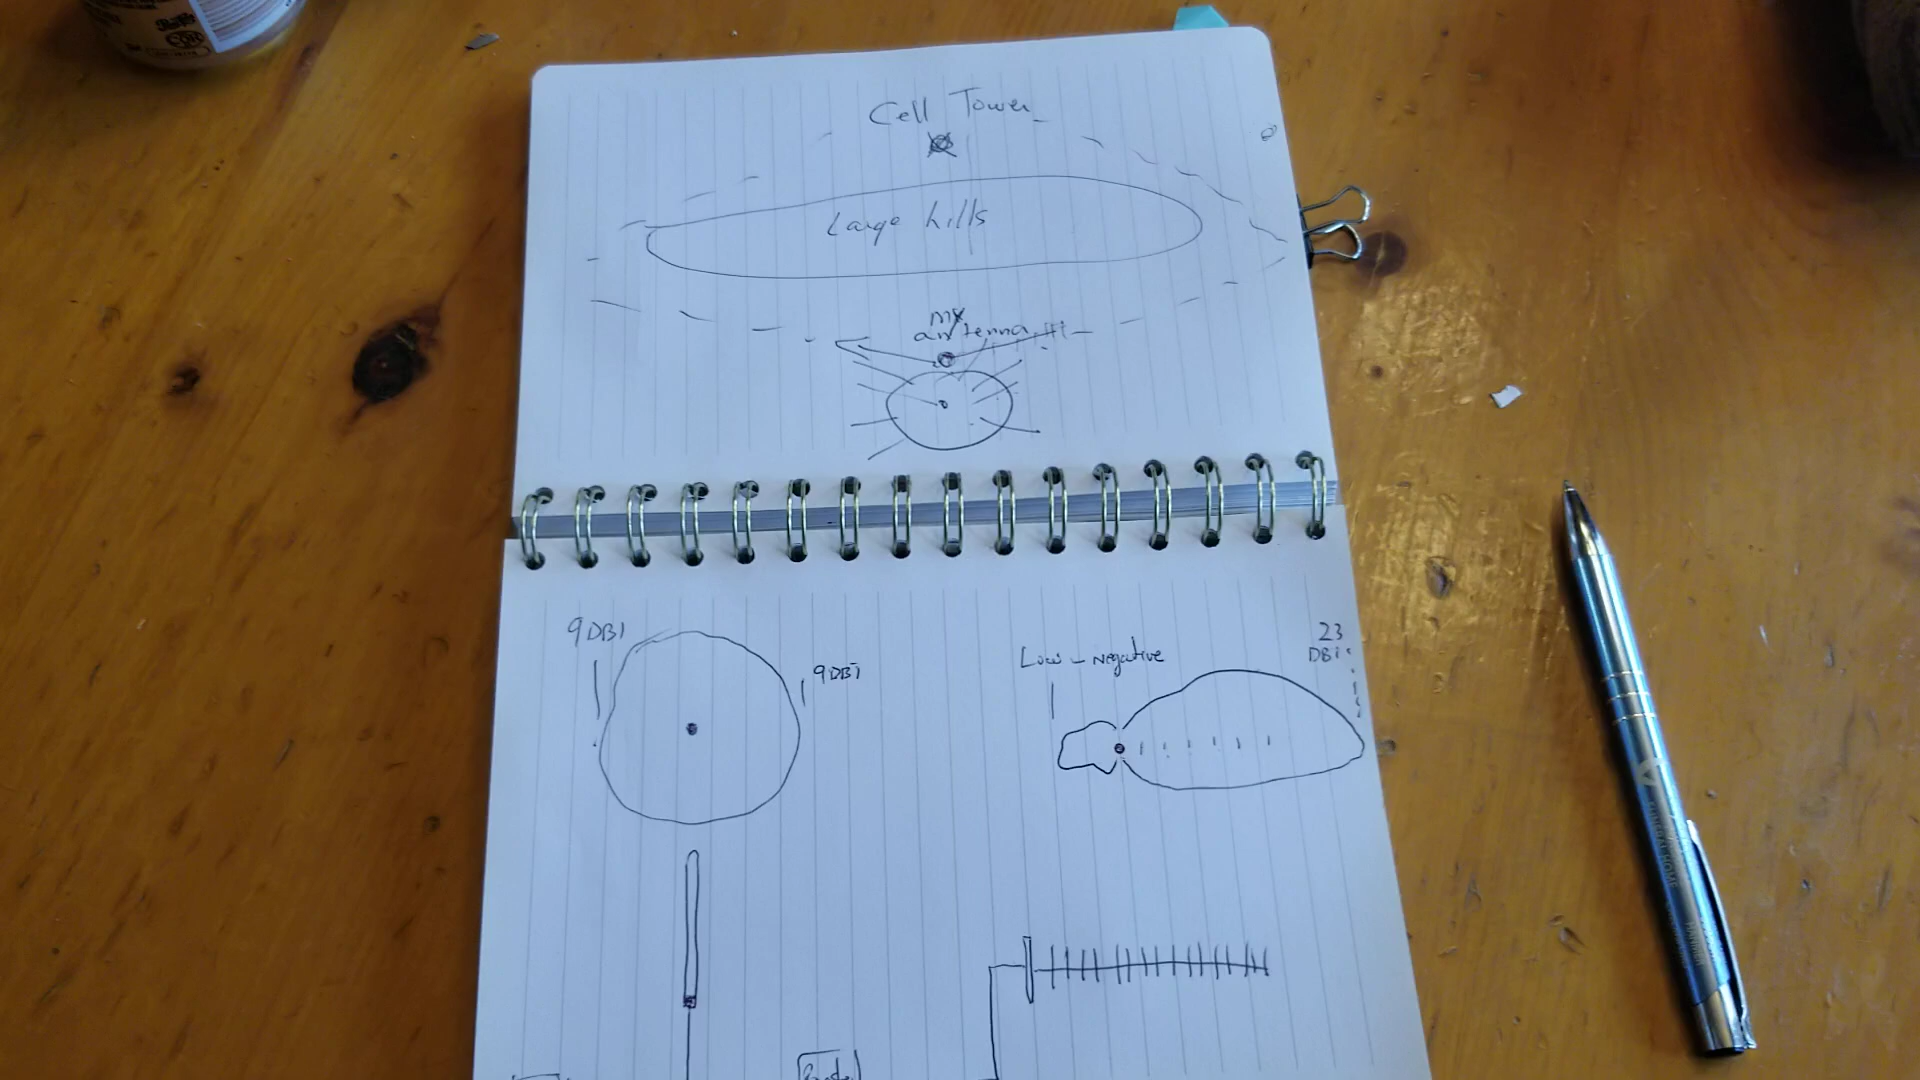 Cell Tower
Large hills
my
antenna
9DBI
9DBi
Low - Negative
23
DBi